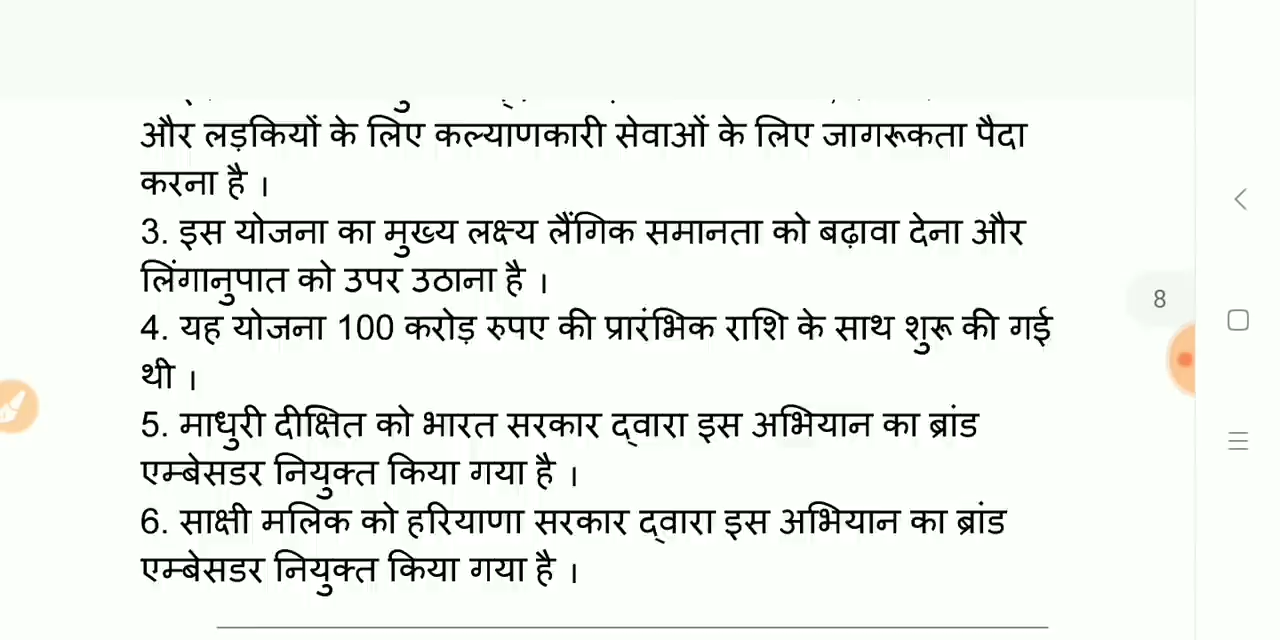 और लड़कियों के लिए कल्याणकारी सेवाओं के लिए जागरूकता पैदा
करना है ।
3. इस योजना का मुख्य लक्ष्य लैंगिक समानता को बढ़ावा देना और
लिंगानुपात को उपर उठाना है ।
4. यह योजना 100 करोड़ रुपए की प्रारंभिक राशि के साथ शुरू की गई
थी ।
5. माधुरी दीक्षित को भारत सरकार द्वारा इस अभियान का ब्रांड
एम्बेसडर नियुक्त किया गया है ।
6. साक्षी मलिक को हरियाणा सरकार द्वारा इस अभियान का ब्रांड
एम्बेसडर नियुक्त किया गया है ।
8